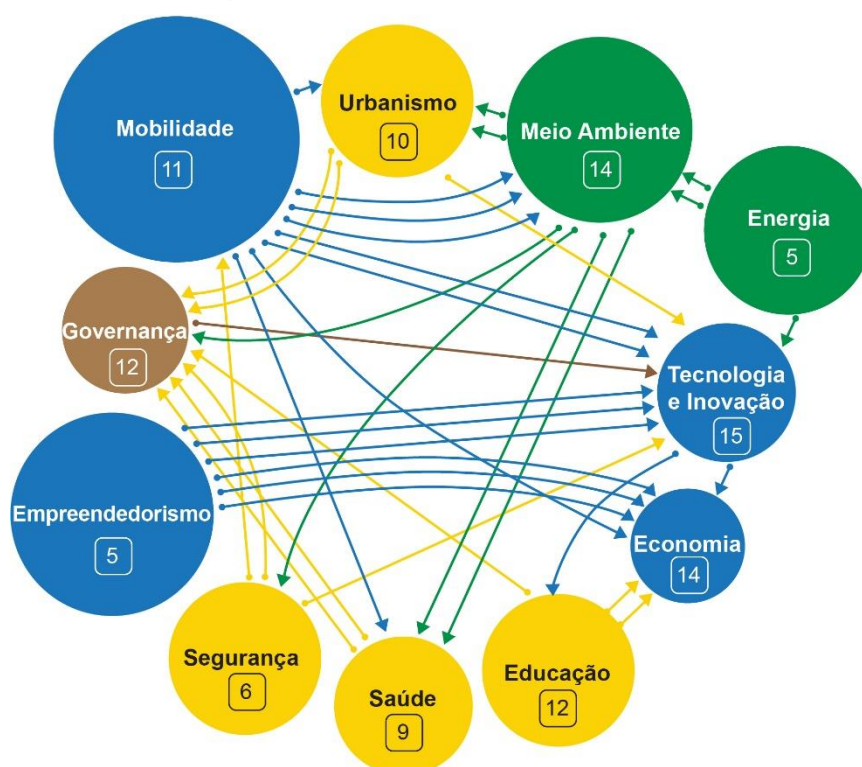 Mobilidade
11
Urbanismo
10
Meio Ambiente
14
Energia
5
Governança
12
Tecnologia
e Inovação
15
Empreendedorismo
5
Economia
14
Segurança
6
Saúde
9
Educação
12